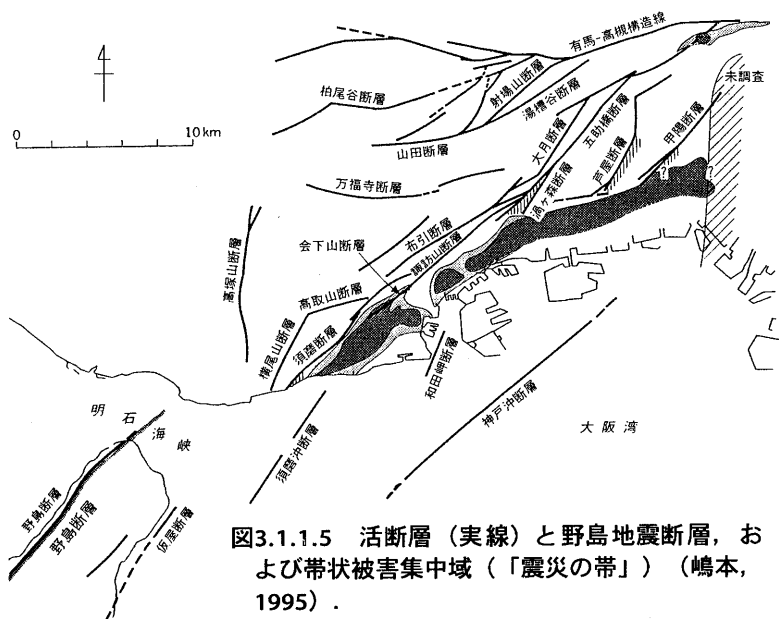 有馬-高槻構造線
未調査
射場山断層
柏尾谷断層
湯槽谷断層
0 10km
山田断層
大月断層
五助橋断層
芦屋断層
甲陽断層
万福寺断層
渦ヶ森断層
? ?
布引断層
諏訪山断層
会下山断層
高塚山断層
高取山断層
横尾山断層
須磨断層
和田岬断層
神戸沖断層
大阪湾
須磨沖断層
明石海峡
野島断層
野島断層
仮屋断層
図3.1.1.5 活断層（実線）と野島地震断層，お
よび帯状被害集中域（「震災の帯」）（嶋本,
1995）.